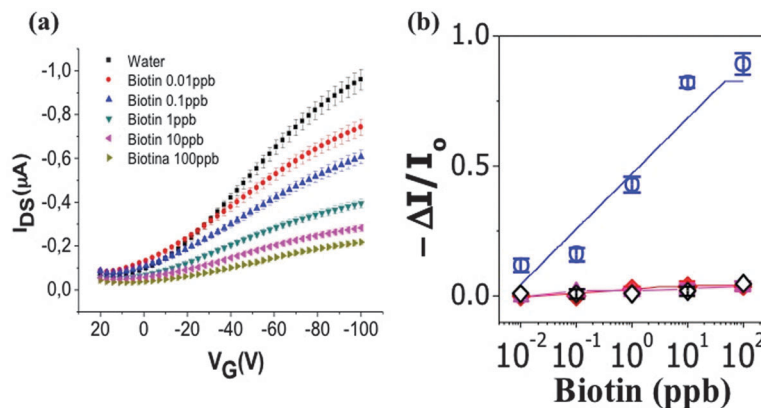 (a)
-1,0
-0,8
-0,6
-0,4
-0,2
0,0
I_DS(µA)
Water
Biotin 0.01ppb
Biotin 0.1ppb
Biotin 1ppb
Biotin 10ppb
Biotina 100ppb
20 0 -20 -40 -60 -80 -100
V_G(V)
(b)
1.0
0.5
0.0
−ΔI/I_o
10^-2 10^-1 10^0 10^1 10^2
Biotin (ppb)